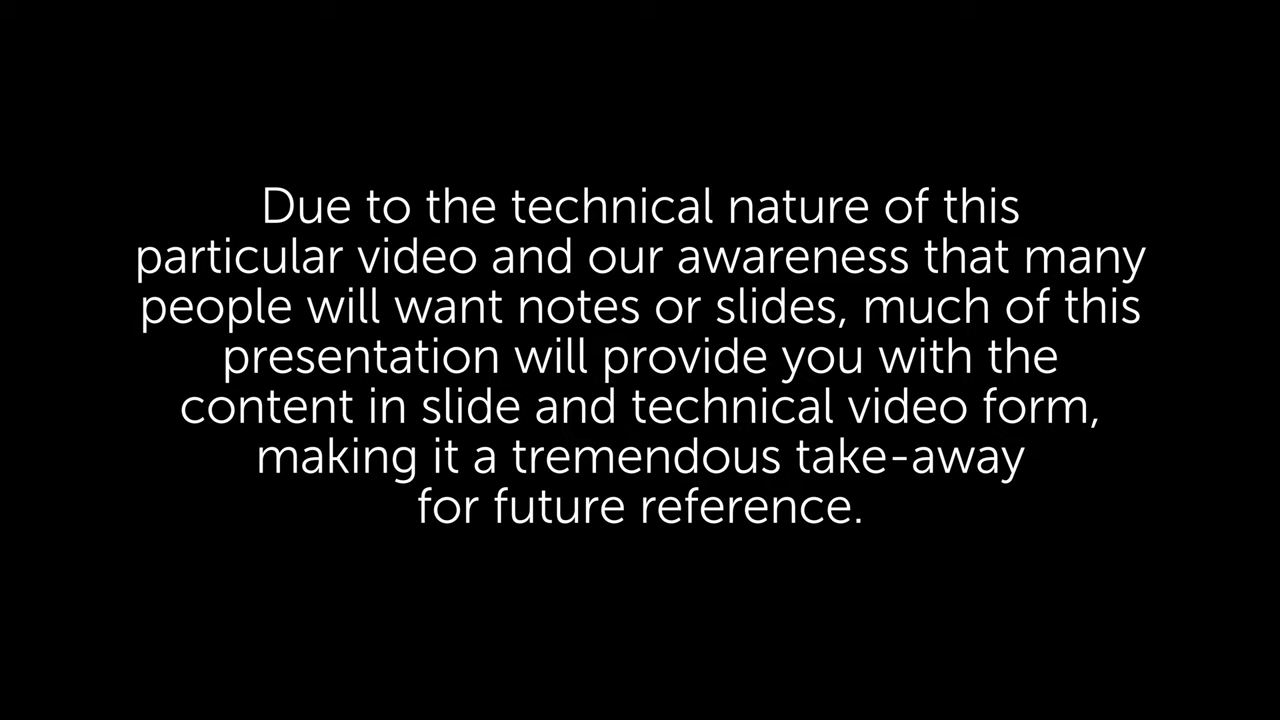 Due to the technical nature of this
particular video and our awareness that many
people will want notes or slides, much of this
presentation will provide you with the
content in slide and technical video form,
making it a tremendous take-away
for future reference.